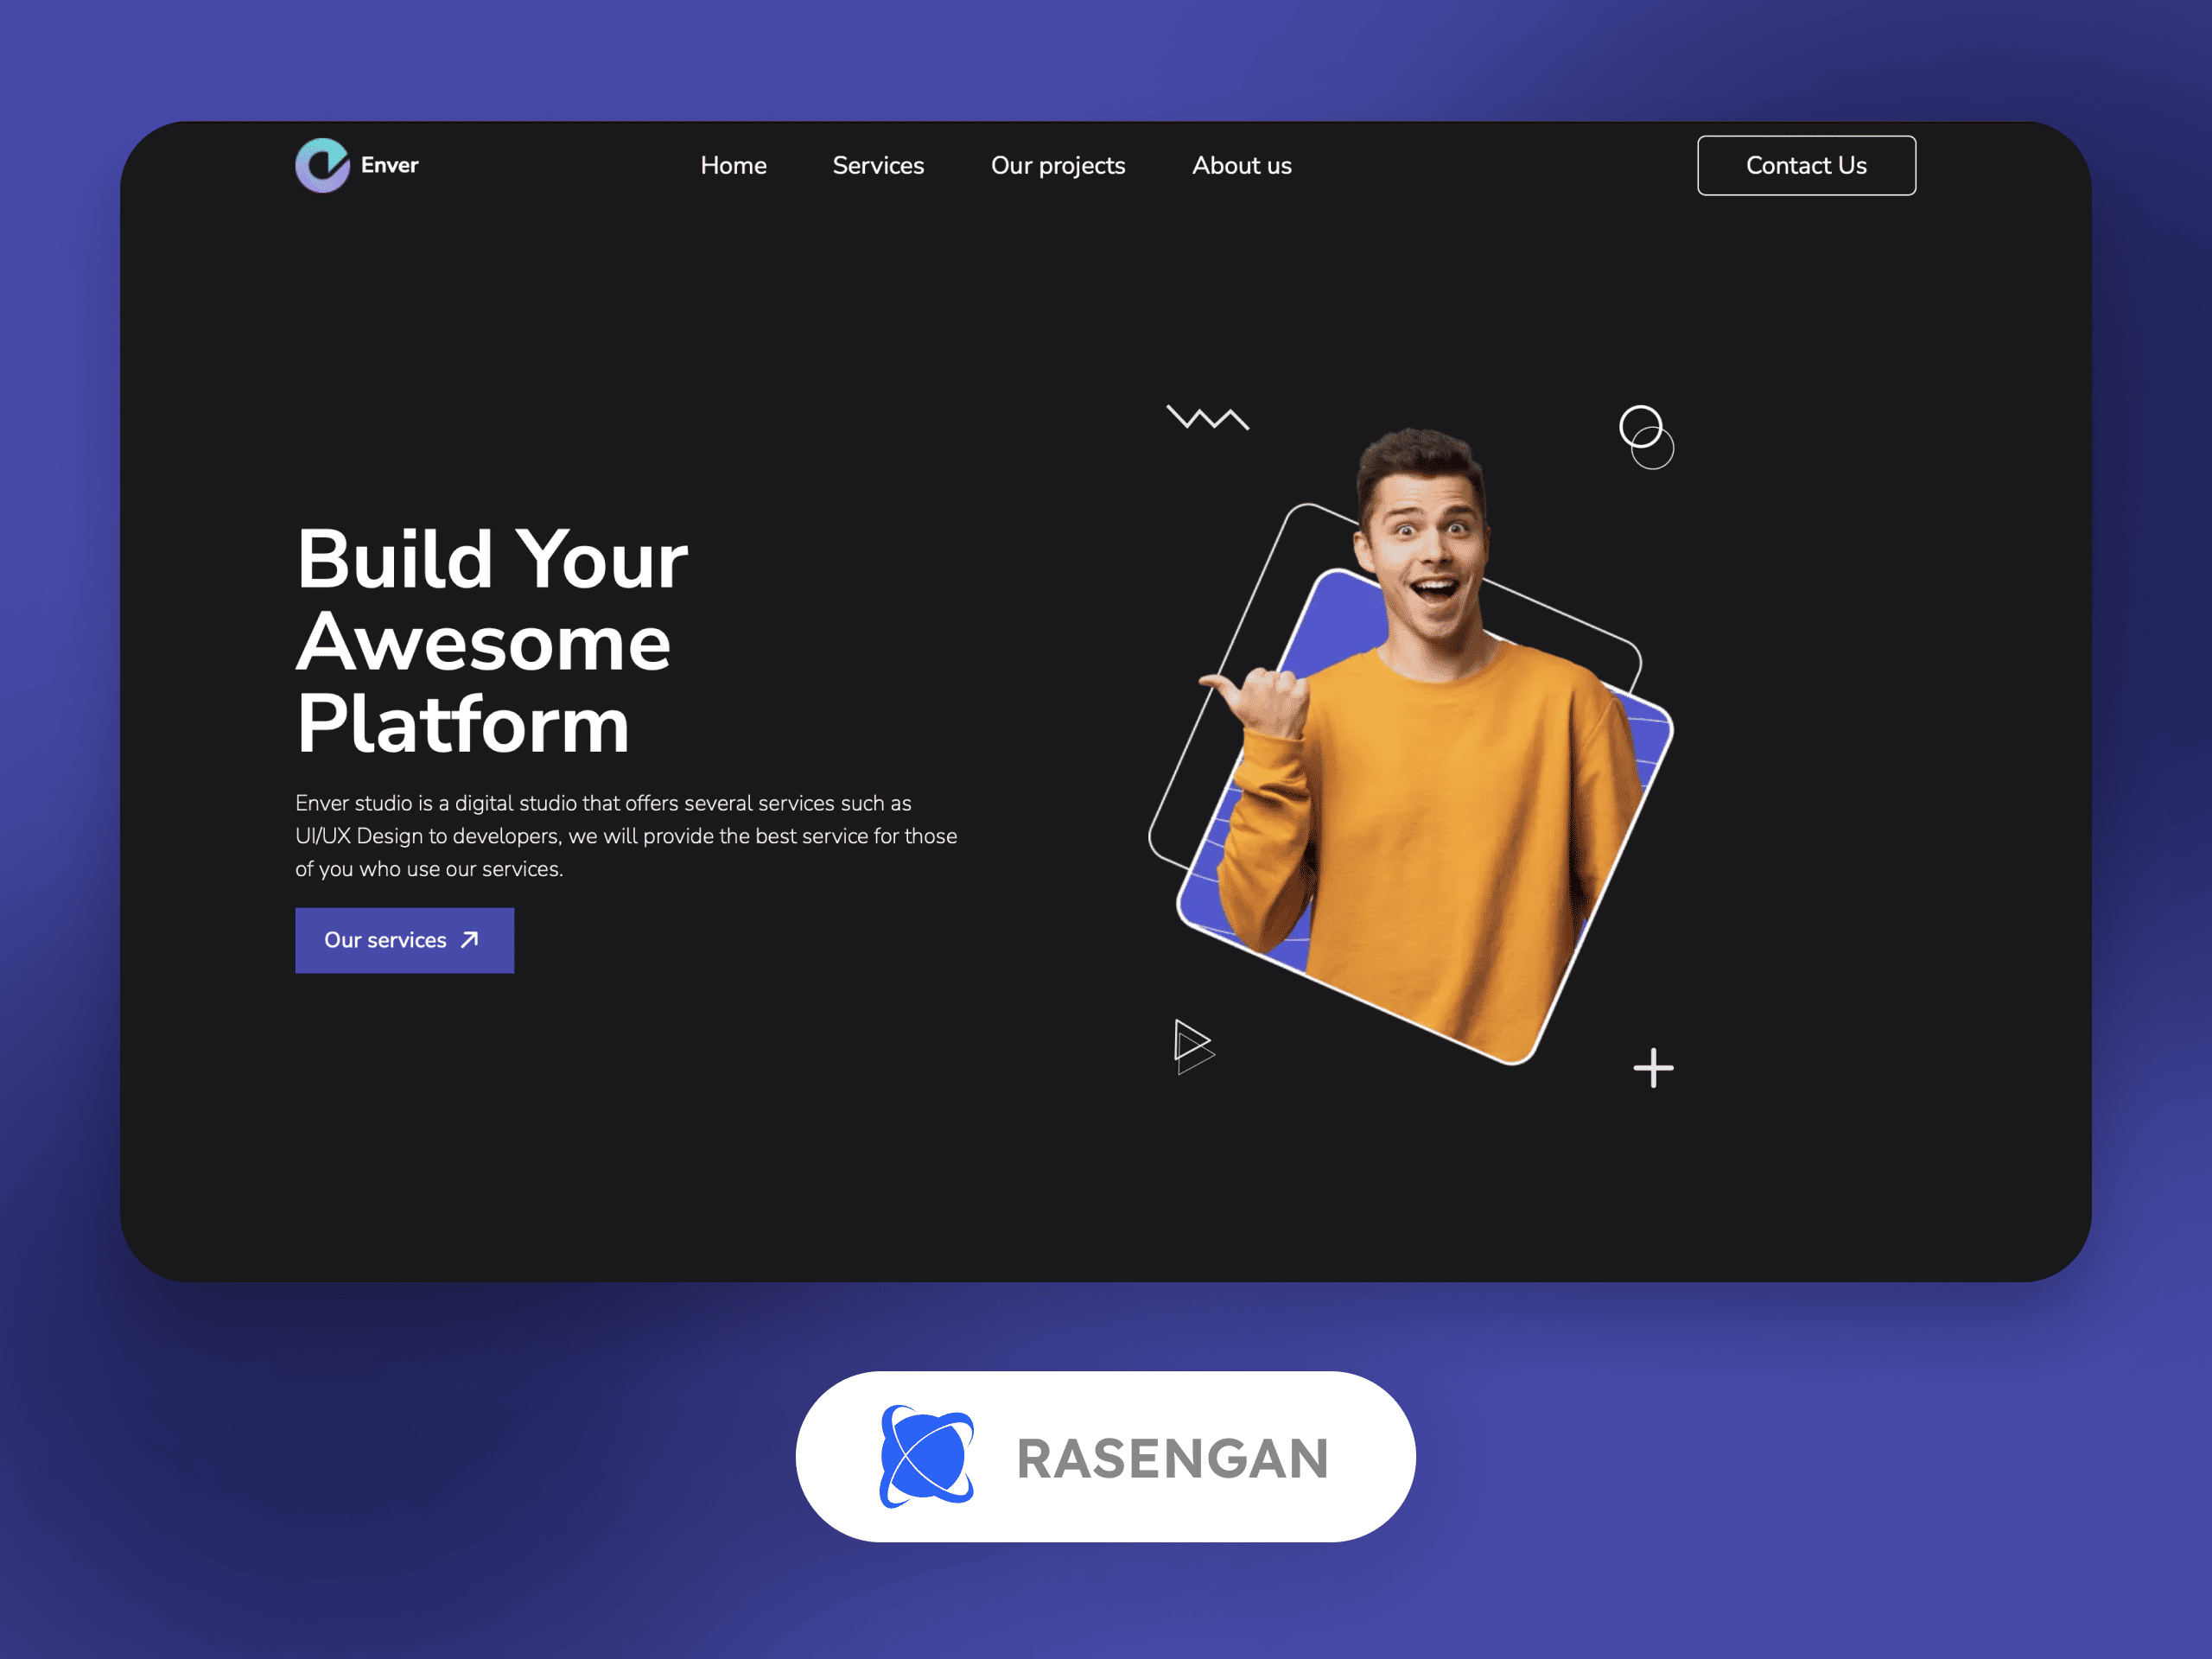 Enver
Home
Services
Our projects
About us
Contact Us
Build Your
Awesome
Platform
Enver studio is a digital studio that offers several services such as
UI/UX Design to developers, we will provide the best service for those
of you who use our services.
Our services
RASENGAN